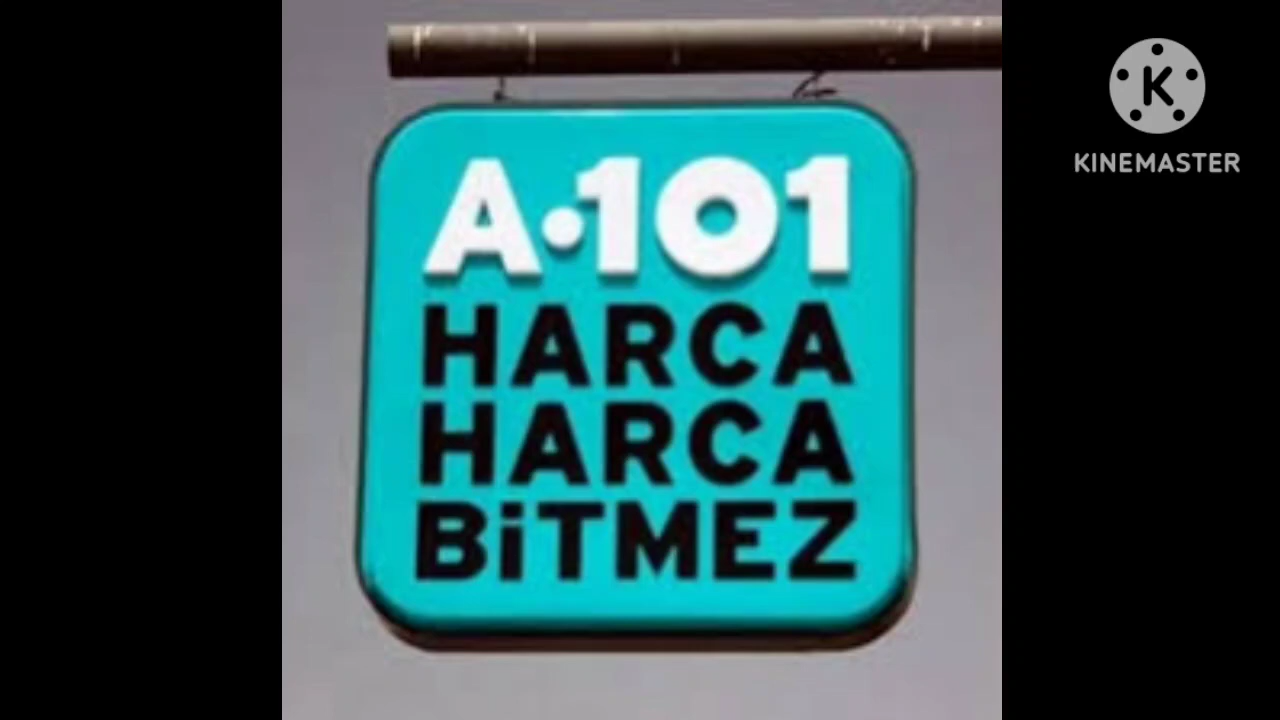 A·101
HARCA
HARCA
BiTMEZ
K
KINEMASTER